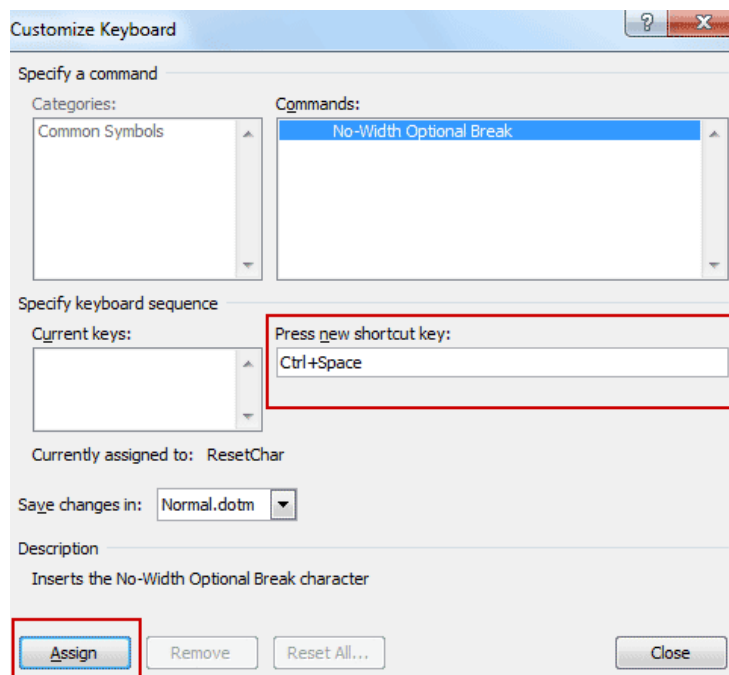 Customize Keyboard
?
Specify a command
Categories: Commands:
Common Symbols No-Width Optional Break
Specify keyboard sequence
Current keys: Press new shortcut key:
Ctrl+Space
Currently assigned to: ResetChar
Save changes in: Normal.dotm
Description
Inserts the No-Width Optional Break character
Assign Remove Reset All... Close